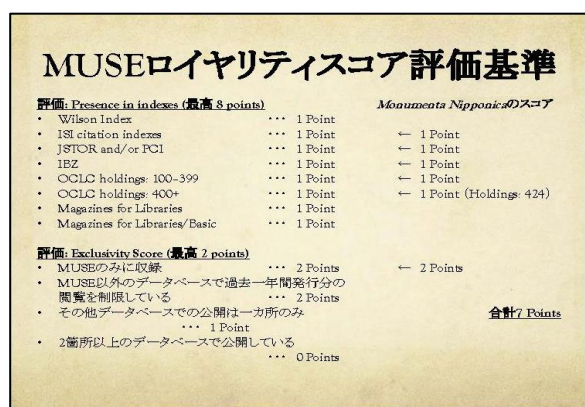 MUSEロイヤリティスコア評価基準
評価: Presence in indexes (最高 8 points) Monumenta Nipponicaのスコア
• Wilson Index ··· 1 Point
• ISI citation indexes ··· 1 Point ← 1 Point
• JSTOR and/or PCI ··· 1 Point ← 1 Point
• IBZ ··· 1 Point ← 1 Point
• OCLC holdings: 100-399 ··· 1 Point ← 1 Point
• OCLC holdings: 400+ ··· 1 Point ← 1 Point (Holdings: 424)
• Magazines for Libraries ··· 1 Point
• Magazines for Libraries/Basic ··· 1 Point
評価: Exclusivity Score (最高 2 points)
• MUSEのみに収録 ··· 2 Points ← 2 Points
• MUSE以外のデータベースで過去一年間発行分の
閲覧を制限している ··· 2 Points
• その他データベースでの公開は一カ所のみ 合計7 Points
··· 1 Point
• 2箇所以上のデータベースで公開している
··· 0 Points